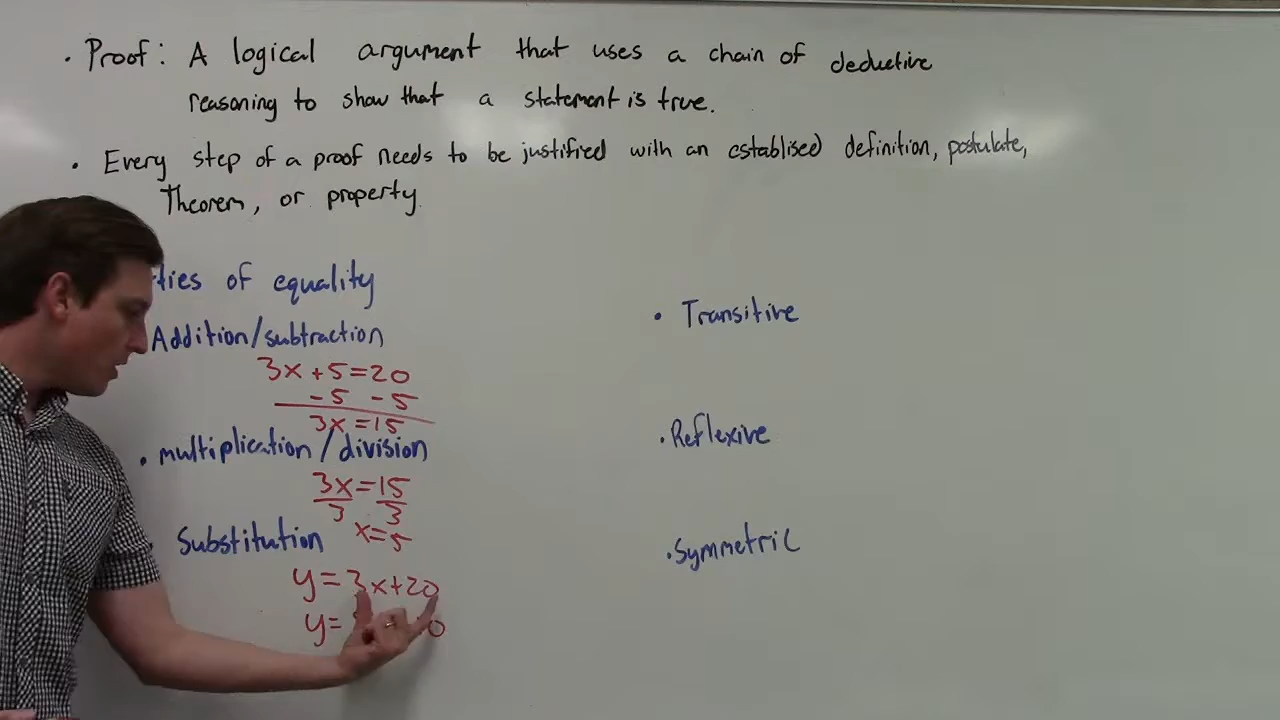 • Proof: A logical argument that uses a chain of deductive
reasoning to show that a statement is true.
• Every step of a proof needs to be justified with an establised definition, postulate,
Theorem, or property
ties of equality
Addition/subtraction
3x+5=20
-5 -5
3x=15
• multiplication/division
3x=15
3 3
x=5
Substitution
y=3x+20
y=
• Transitive
• Reflexive
• Symmetric